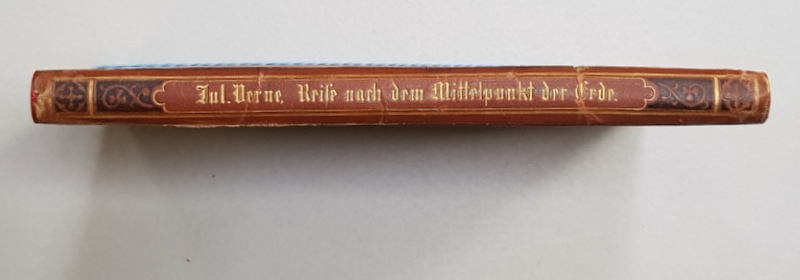 Jul. Verne, Reise nach dem Mittelpunkt der Erde.